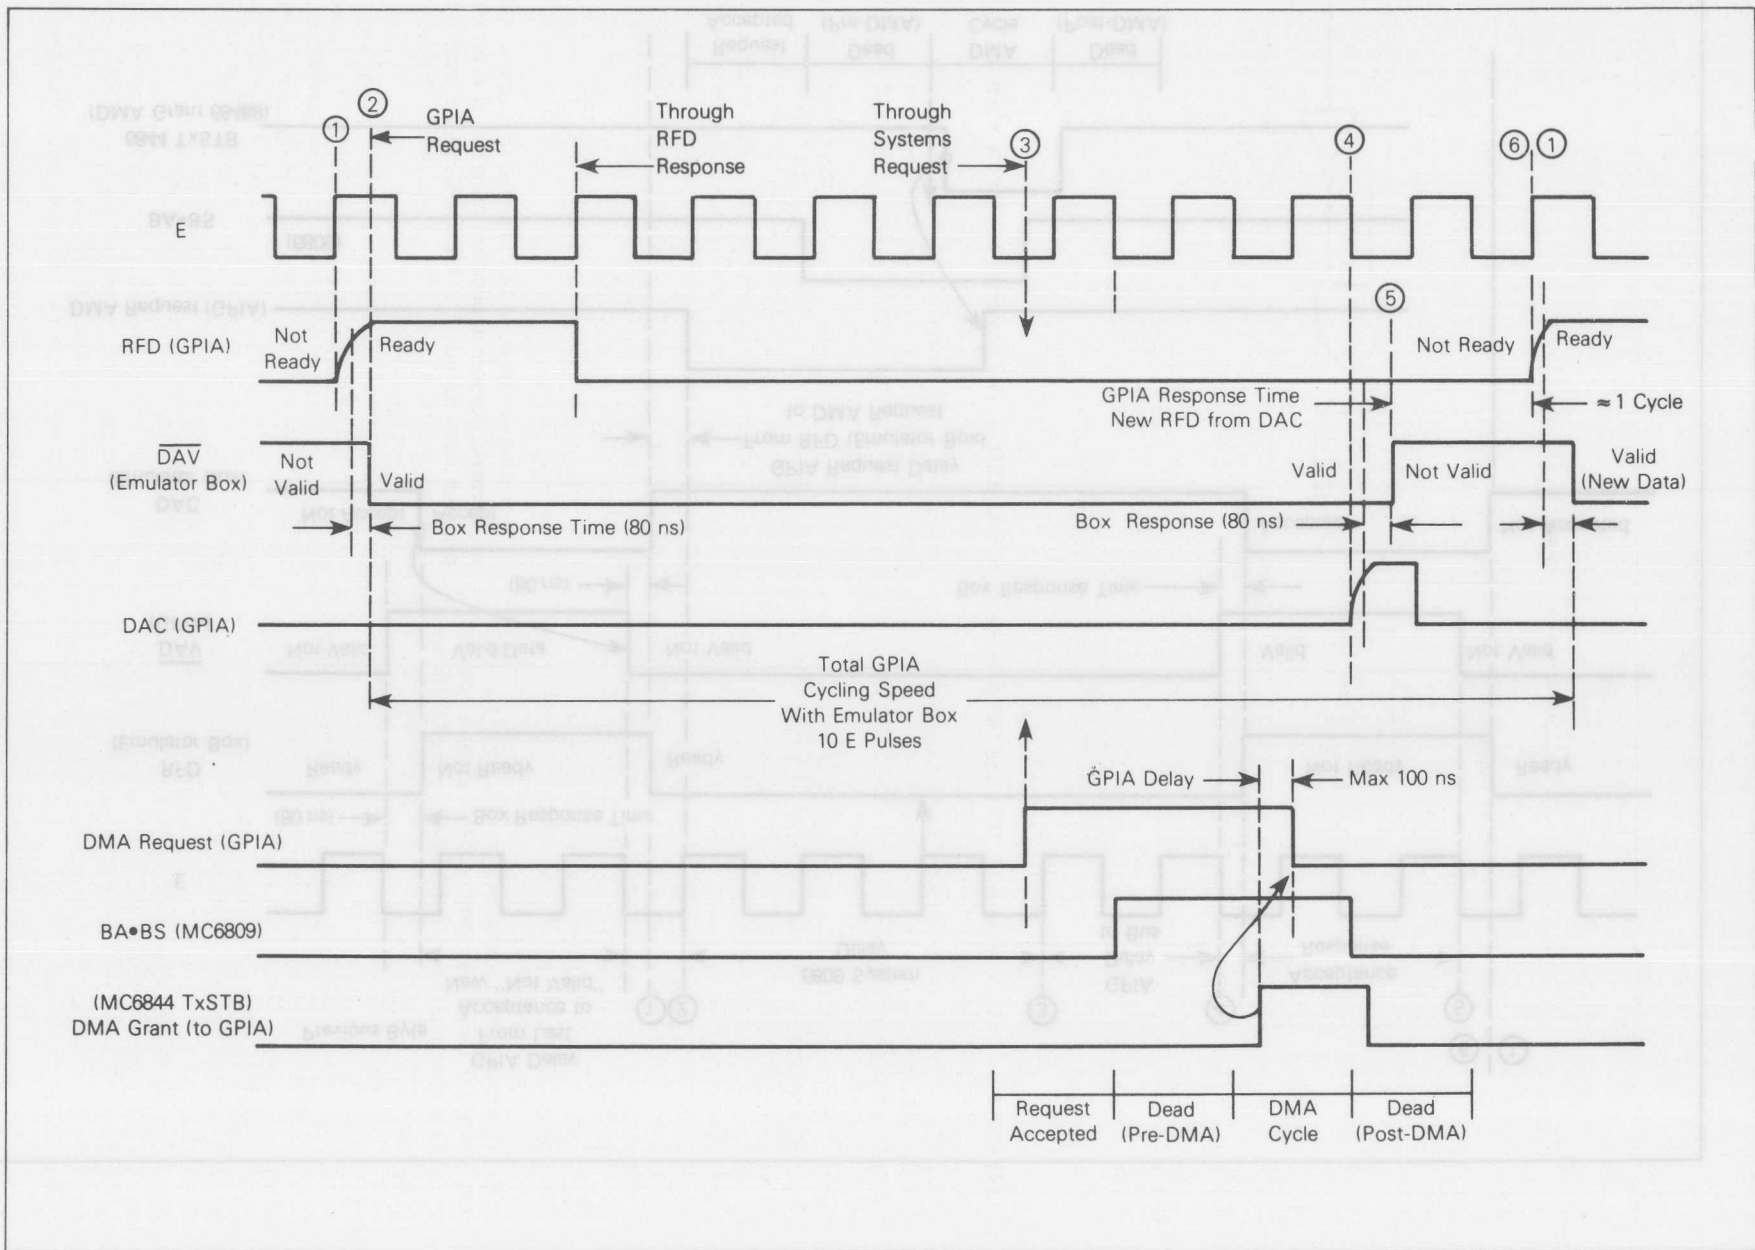 ① ② GPIA Request
Through RFD Response
Through Systems Request ③
④ ⑥ ①
E
⑤
RFD (GPIA)
Not Ready
Ready
Not Ready
Ready
GPIA Response Time
New RFD from DAC
≈ 1 Cycle
DAV
(Emulator Box)
Not Valid
Valid
Valid
Not Valid
Valid
(New Data)
Box Response Time (80 ns)
Box Response (80 ns)
DAC (GPIA)
Total GPIA
Cycling Speed
With Emulator Box
10 E Pulses
GPIA Delay
Max 100 ns
DMA Request (GPIA)
BA•BS (MC6809)
(MC6844 TxSTB)
DMA Grant (to GPIA)
Request Accepted
Dead (Pre-DMA)
DMA Cycle
Dead (Post-DMA)